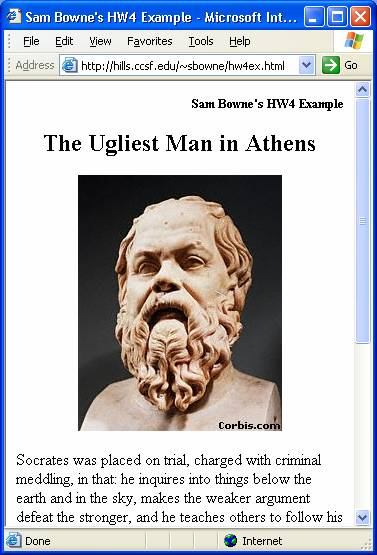 Sam Bowne's HW4 Example - Microsoft Int...
File Edit View Favorites Tools Help
Address http://hills.ccsf.edu/~sbowne/hw4ex.html Go
Sam Bowne's HW4 Example
The Ugliest Man in Athens
Corbis.com
Socrates was placed on trial, charged with criminal
meddling, in that: he inquires into things below the
earth and in the sky, makes the weaker argument
defeat the stronger, and he teaches others to follow his
Done Internet